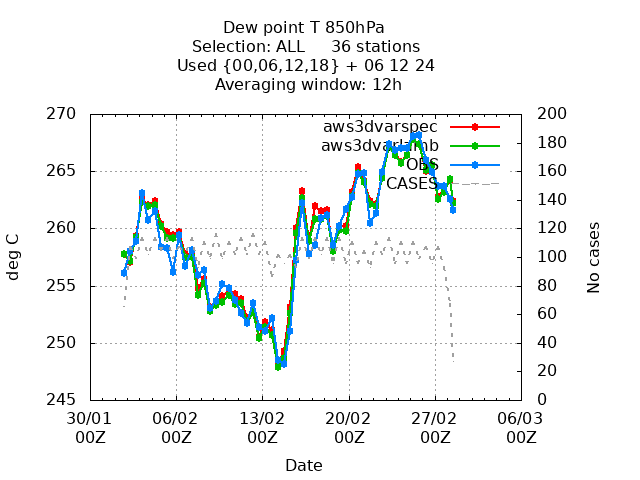 Dew point T 850hPa
Selection: ALL     36 stations
Used {00,06,12,18} + 06 12 24
Averaging window: 12h
270
265
260
255
250
245
deg C
200
180
160
140
120
100
80
60
40
20
0
No cases
aws3dvarspec
OBS
CASES
30/01 06/02 13/02 20/02 27/02 06/03
00Z 00Z 00Z 00Z 00Z 00Z
Date